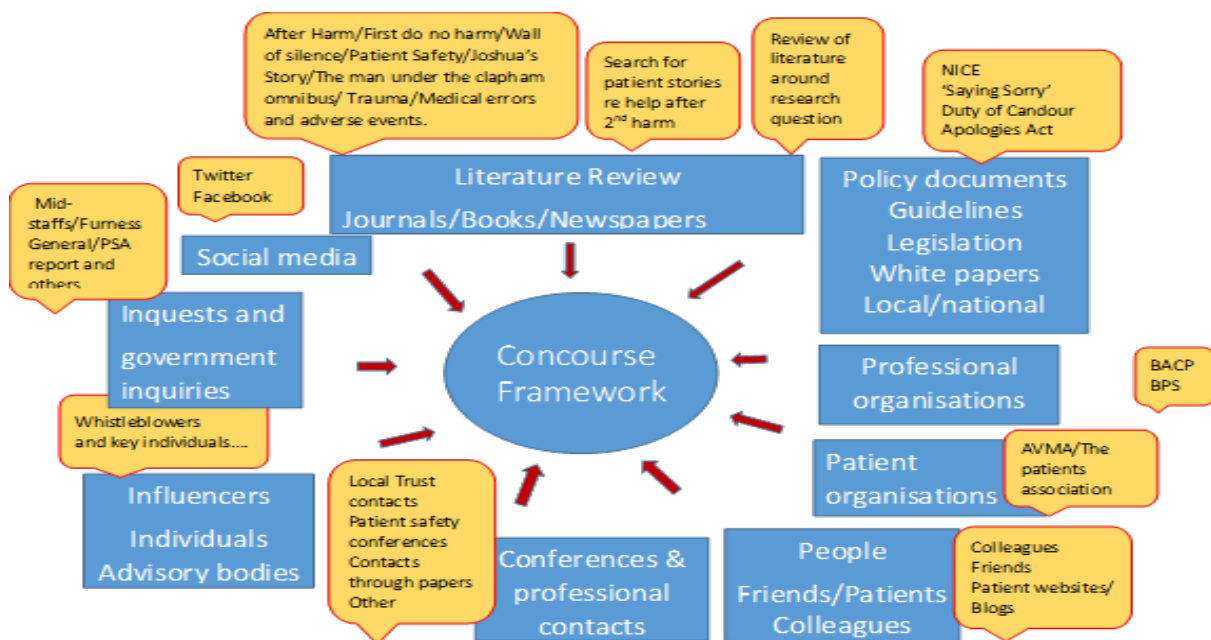 After Harm/First do no harm/Wall
of silence/Patient Safety/Joshua's
Story/The man under the clapham
omnibus/ Trauma/Medical errors
and adverse events.
Search for
patient stories
re help after
2nd harm
Review of
literature
around
research
question
NICE
'Saying Sorry'
Duty of Candour
Apologies Act
Twitter
Facebook
Literature Review
Journals/Books/Newspapers
Policy documents
Guidelines
Legislation
White papers
Local/national
Mid-
staffs/Furness
General/PSA
report and
others
Social media
Inquests and
government
inquiries
Concourse
Framework
Professional
organisations
BACP
BPS
Whistleblowers
and key individuals....
Influencers
Individuals
Advisory bodies
Local Trust
contacts
Patient safety
conferences
Contacts
through papers
Other
Conferences &
professional
contacts
Patient
organisations
AVMA/The
patients
association
People
Friends/Patients
Colleagues
Colleagues
Friends
Patient websites/
Blogs